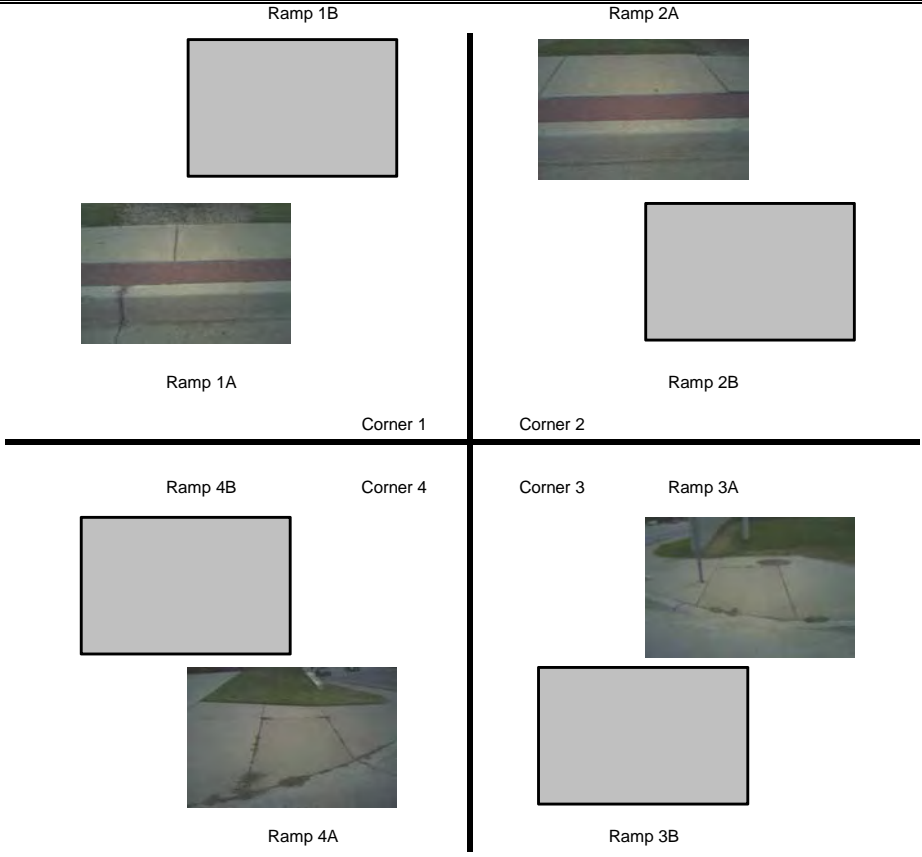 Ramp 1B
Ramp 2A
Ramp 1A
Ramp 2B
Corner 1
Corner 2
Ramp 4B
Corner 4
Corner 3
Ramp 3A
Ramp 4A
Ramp 3B